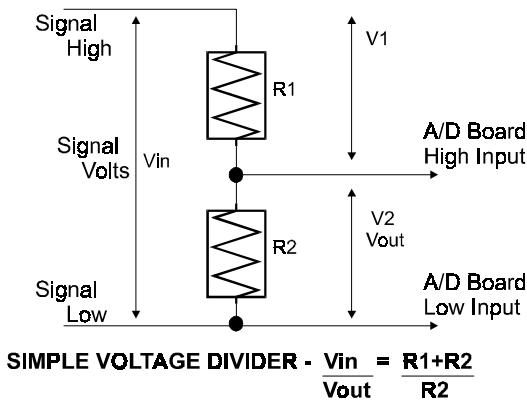 Signal
High
V1
R1
A/D Board
High Input
Signal
Volts
Vin
V2
Vout
R2
A/D Board
Low Input
Signal
Low
SIMPLE VOLTAGE DIVIDER - Vin = R1+R2
Vout R2